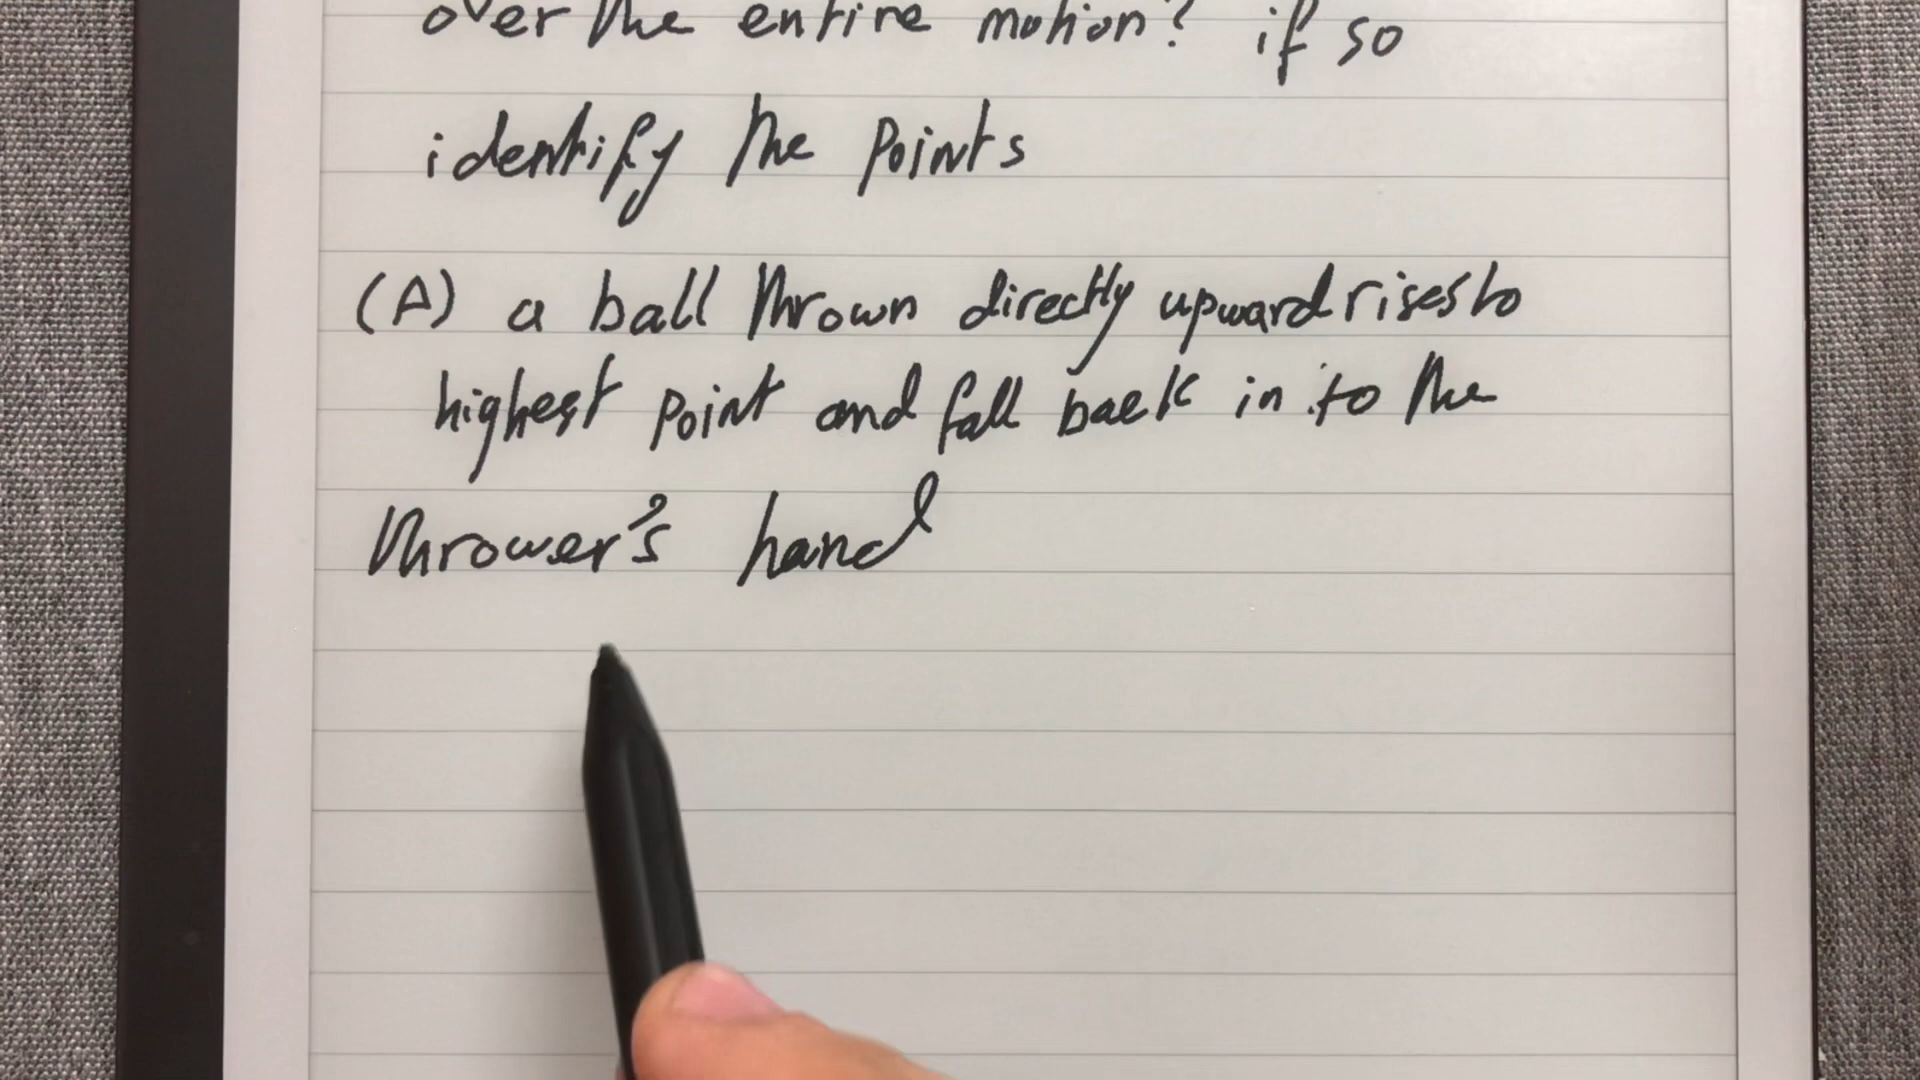 over the entire motion? if so
identify the points
(A) a ball thrown directly upward rises to
highest point and fall back in to the
thrower's hand